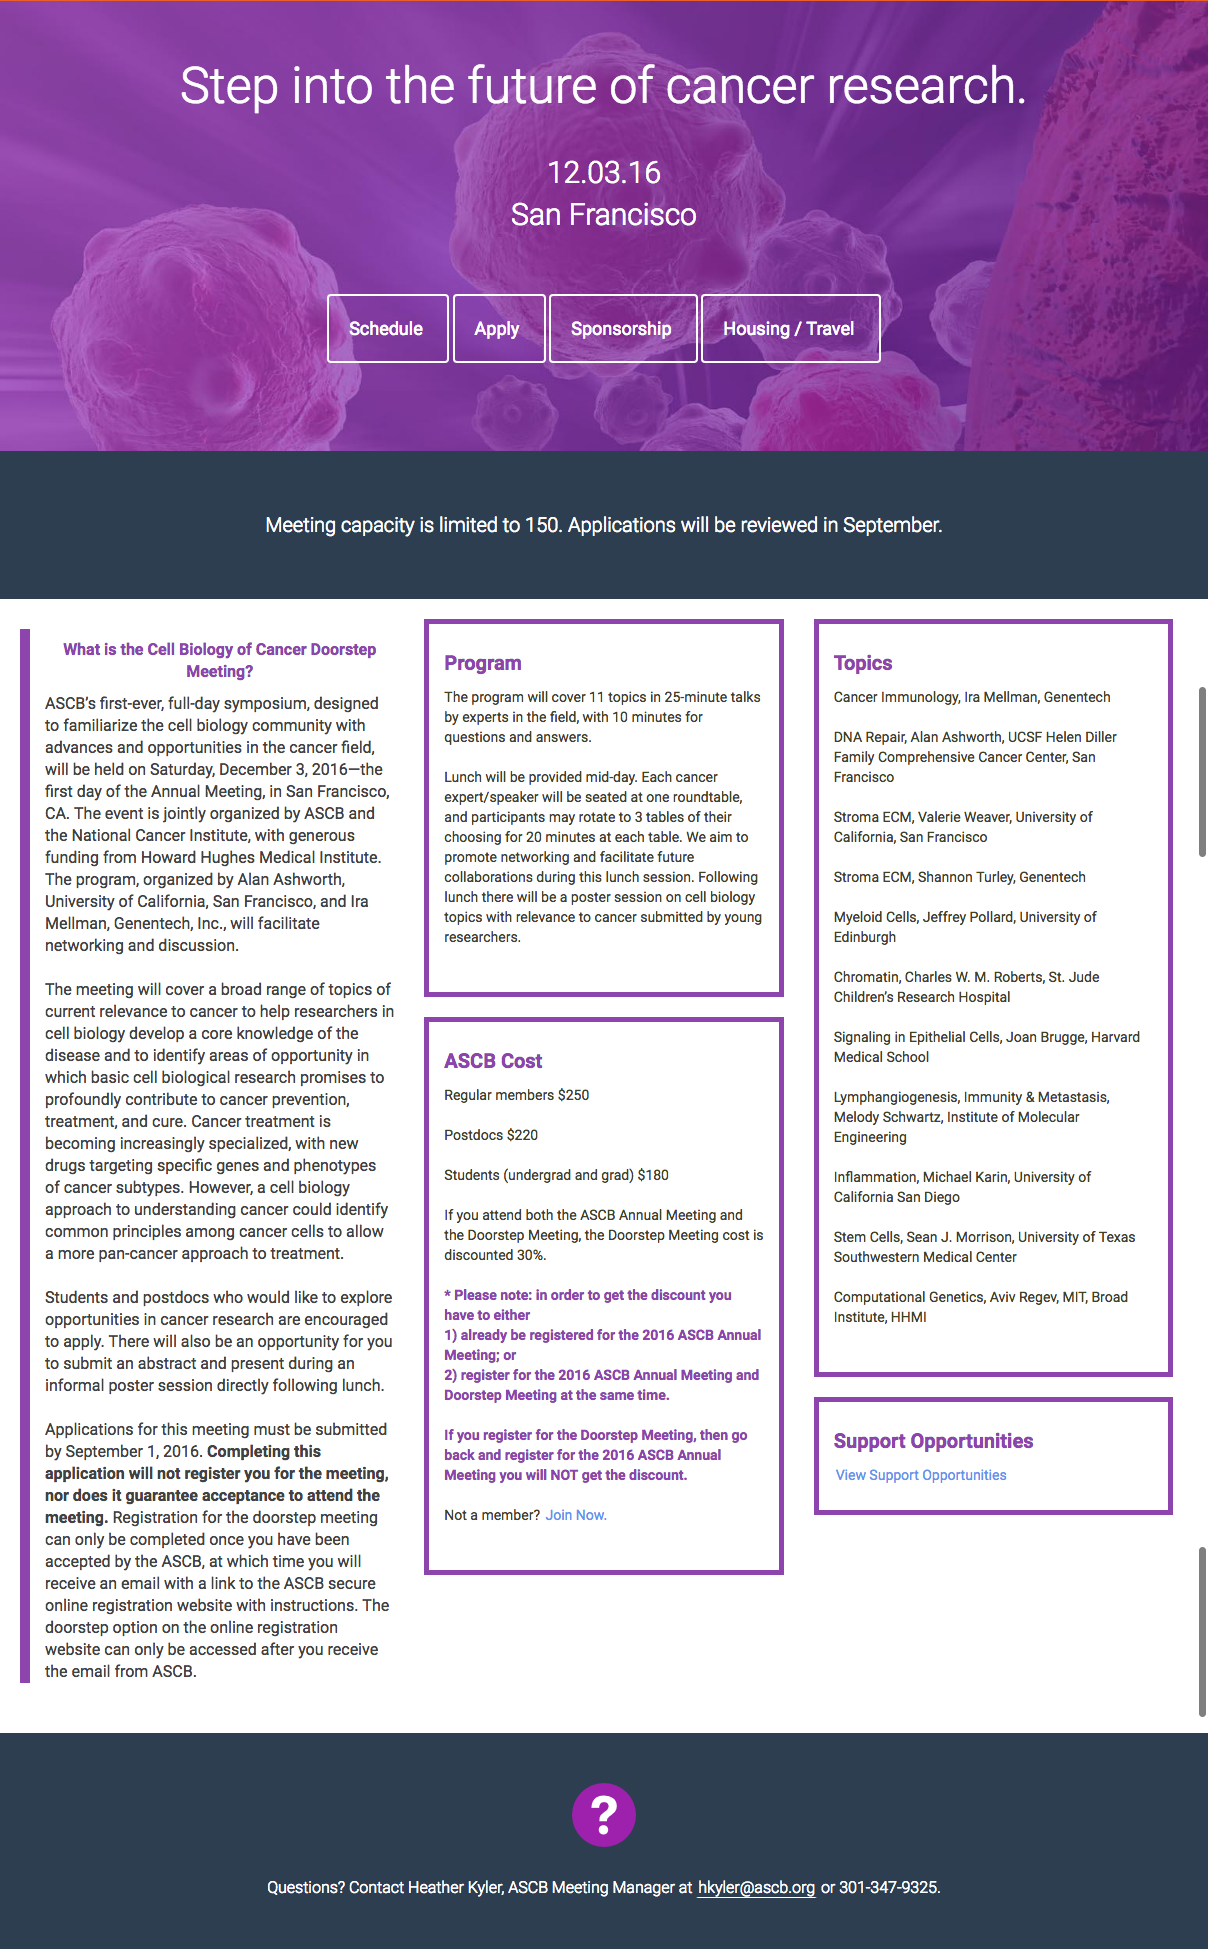 Step into the future of cancer research.
12.03.16
San Francisco
Schedule
Apply
Sponsorship
Housing / Travel
Meeting capacity is limited to 150. Applications will be reviewed in September.
What is the Cell Biology of Cancer Doorstep
Meeting?
ASCB’s first-ever, full-day symposium, designed
to familiarize the cell biology community with
advances and opportunities in the cancer field,
will be held on Saturday, December 3, 2016—the
first day of the Annual Meeting, in San Francisco,
CA. The event is jointly organized by ASCB and
the National Cancer Institute, with generous
funding from Howard Hughes Medical Institute.
The program, organized by Alan Ashworth,
University of California, San Francisco, and Ira
Mellman, Genentech, Inc., will facilitate
networking and discussion.
The meeting will cover a broad range of topics of
current relevance to cancer to help researchers in
cell biology develop a core knowledge of the
disease and to identify areas of opportunity in
which basic cell biological research promises to
profoundly contribute to cancer prevention,
treatment, and cure. Cancer treatment is
becoming increasingly specialized, with new
drugs targeting specific genes and phenotypes
of cancer subtypes. However, a cell biology
approach to understanding cancer could identify
common principles among cancer cells to allow
a more pan-cancer approach to treatment.
Students and postdocs who would like to explore
opportunities in cancer research are encouraged
to apply. There will also be an opportunity for you
to submit an abstract and present during an
informal poster session directly following lunch.
Applications for this meeting must be submitted
by September 1, 2016. Completing this
application will not register you for the meeting,
nor does it guarantee acceptance to attend the
meeting. Registration for the doorstep meeting
can only be completed once you have been
accepted by the ASCB, at which time you will
receive an email with a link to the ASCB secure
online registration website with instructions. The
doorstep option on the online registration
website can only be accessed after you receive
the email from ASCB.
Program
The program will cover 11 topics in 25-minute talks
by experts in the field, with 10 minutes for
questions and answers.
Lunch will be provided mid-day. Each cancer
expert/speaker will be seated at one roundtable,
and participants may rotate to 3 tables of their
choosing for 20 minutes at each table. We aim to
promote networking and facilitate future
collaborations during this lunch session. Following
lunch there will be a poster session on cell biology
topics with relevance to cancer submitted by young
researchers.
ASCB Cost
Regular members $250
Postdocs $220
Students (undergrad and grad) $180
If you attend both the ASCB Annual Meeting and
the Doorstep Meeting, the Doorstep Meeting cost is
discounted 30%.
* Please note: in order to get the discount you
have to either
1) already be registered for the 2016 ASCB Annual
Meeting; or
2) register for the 2016 ASCB Annual Meeting and
Doorstep Meeting at the same time.
If you register for the Doorstep Meeting, then go
back and register for the 2016 ASCB Annual
Meeting you will NOT get the discount.
Not a member? Join Now.
Topics
Cancer Immunology, Ira Mellman, Genentech
DNA Repair, Alan Ashworth, UCSF Helen Diller
Family Comprehensive Cancer Center, San
Francisco
Stroma ECM, Valerie Weaver, University of
California, San Francisco
Stroma ECM, Shannon Turley, Genentech
Myeloid Cells, Jeffrey Pollard, University of
Edinburgh
Chromatin, Charles W. M. Roberts, St. Jude
Children’s Research Hospital
Signaling in Epithelial Cells, Joan Brugge, Harvard
Medical School
Lymphangiogenesis, Immunity & Metastasis,
Melody Schwartz, Institute of Molecular
Engineering
Inflammation, Michael Karin, University of
California San Diego
Stem Cells, Sean J. Morrison, University of Texas
Southwestern Medical Center
Computational Genetics, Aviv Regev, MIT, Broad
Institute, HHMI
Support Opportunities
View Support Opportunities
?
Questions? Contact Heather Kyler, ASCB Meeting Manager at hkyler@ascb.org or 301-347-9325.